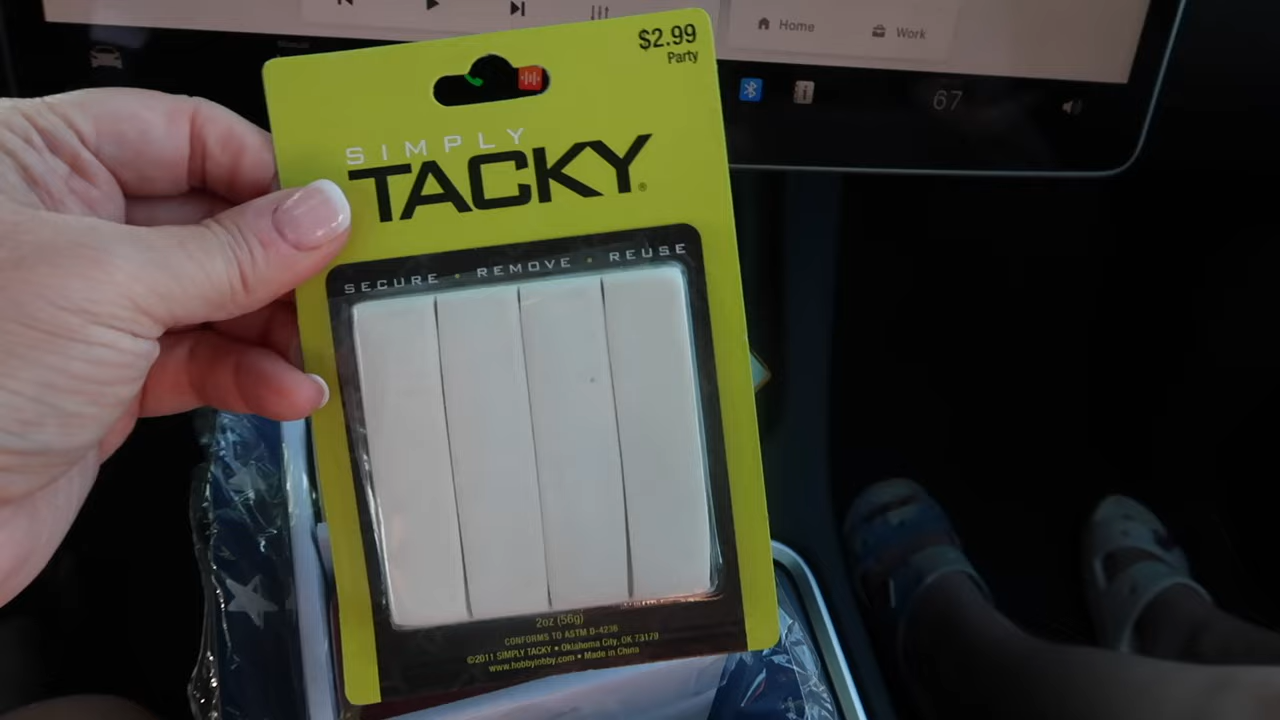 Home
Work
67
$2.99
Party
SIMPLY
TACKY®
SECURE • REMOVE • REUSE
2oz (56g)
CONFORMS TO ASTM D-4236
©2011 SIMPLY TACKY • Oklahoma City, OK 73179
www.hobbylobby.com • Made in China